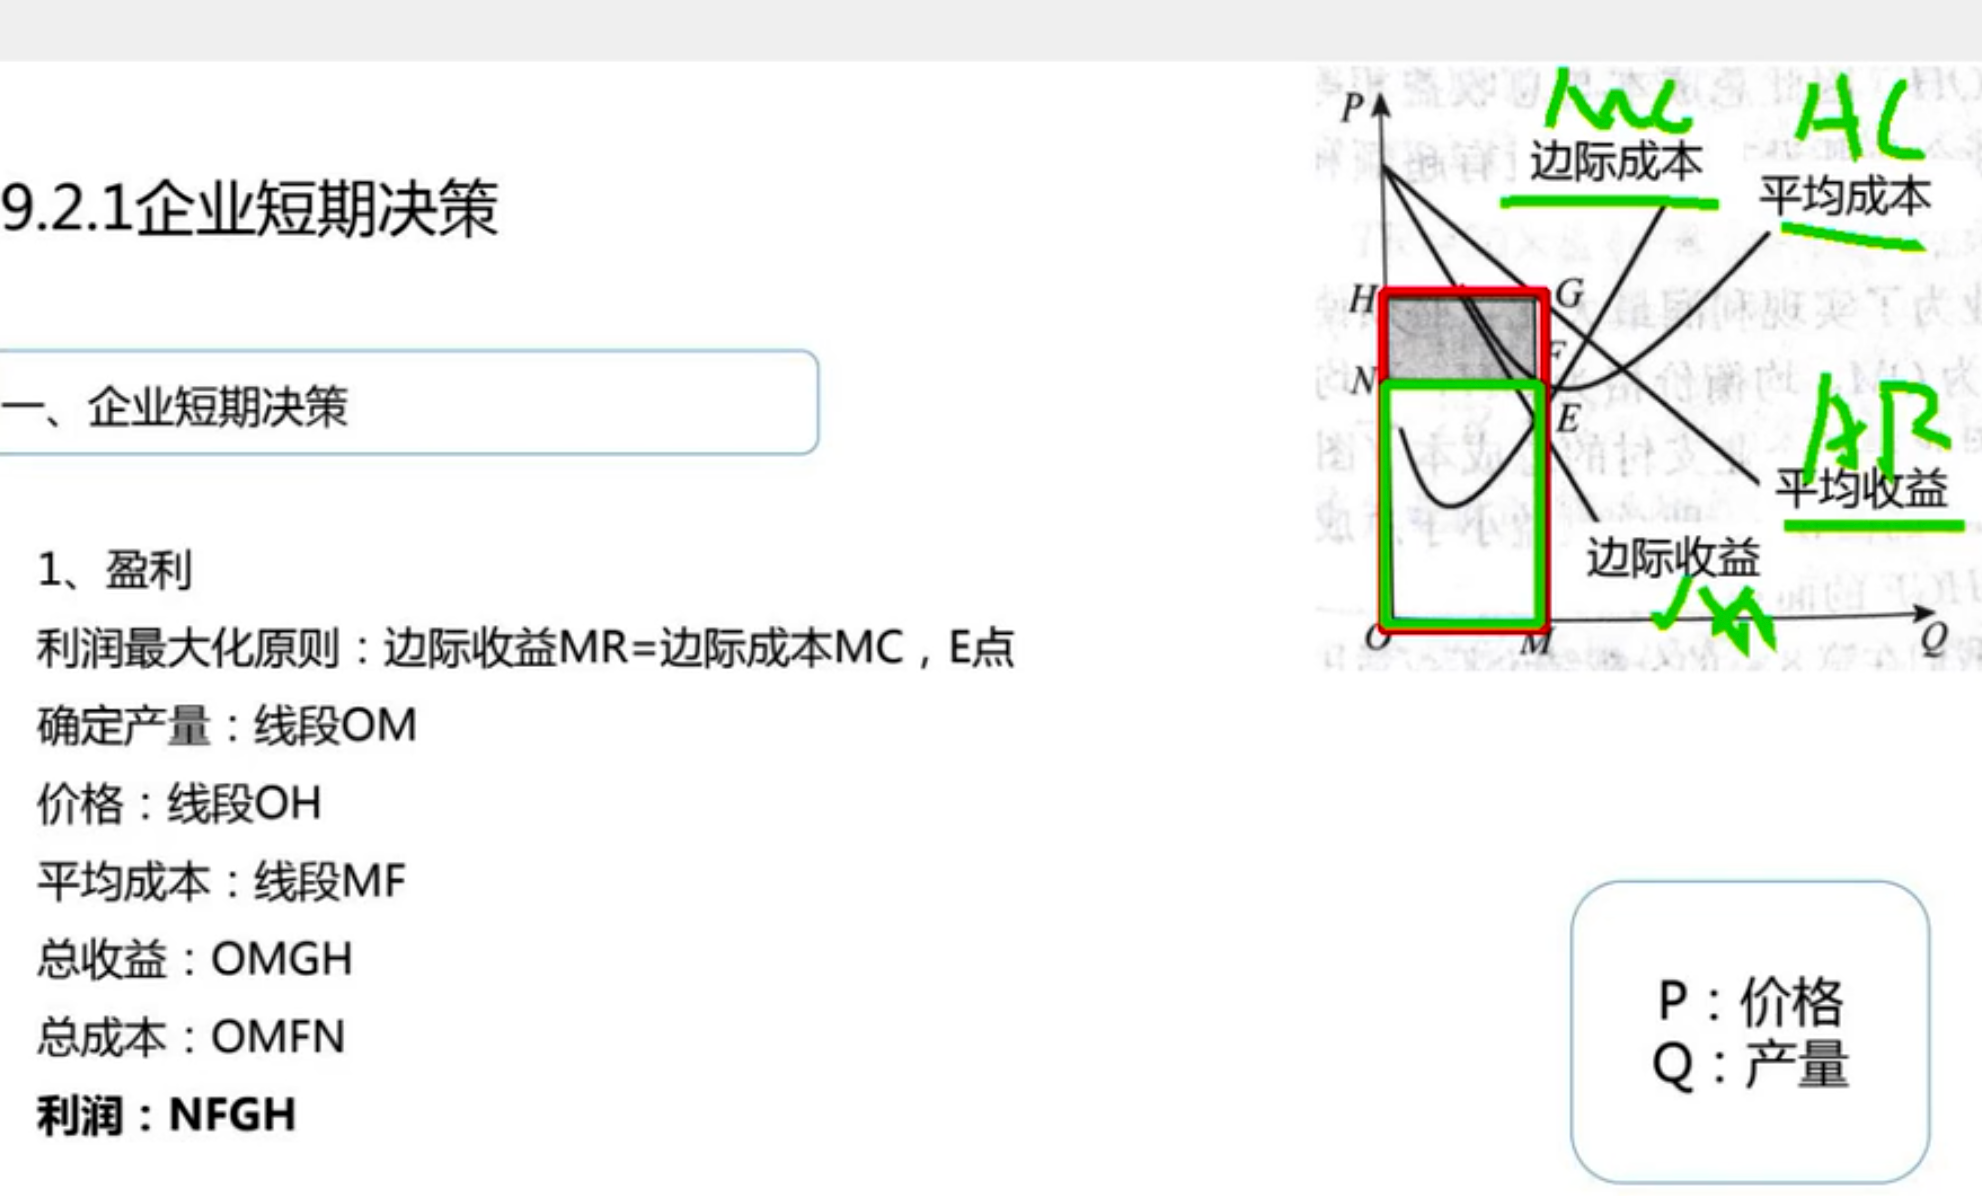 9.2.1企业短期决策
一、企业短期决策
1、盈利
利润最大化原则：边际收益MR=边际成本MC，E点
确定产量：线段OM
价格：线段OH
平均成本：线段MF
总收益：OMGH
总成本：OMFN
利润：NFGH
P
MC
AC
边际成本
平均成本
H
G
F
N
E
AR
平均收益
边际收益
O
M
Q
P：价格
Q：产量